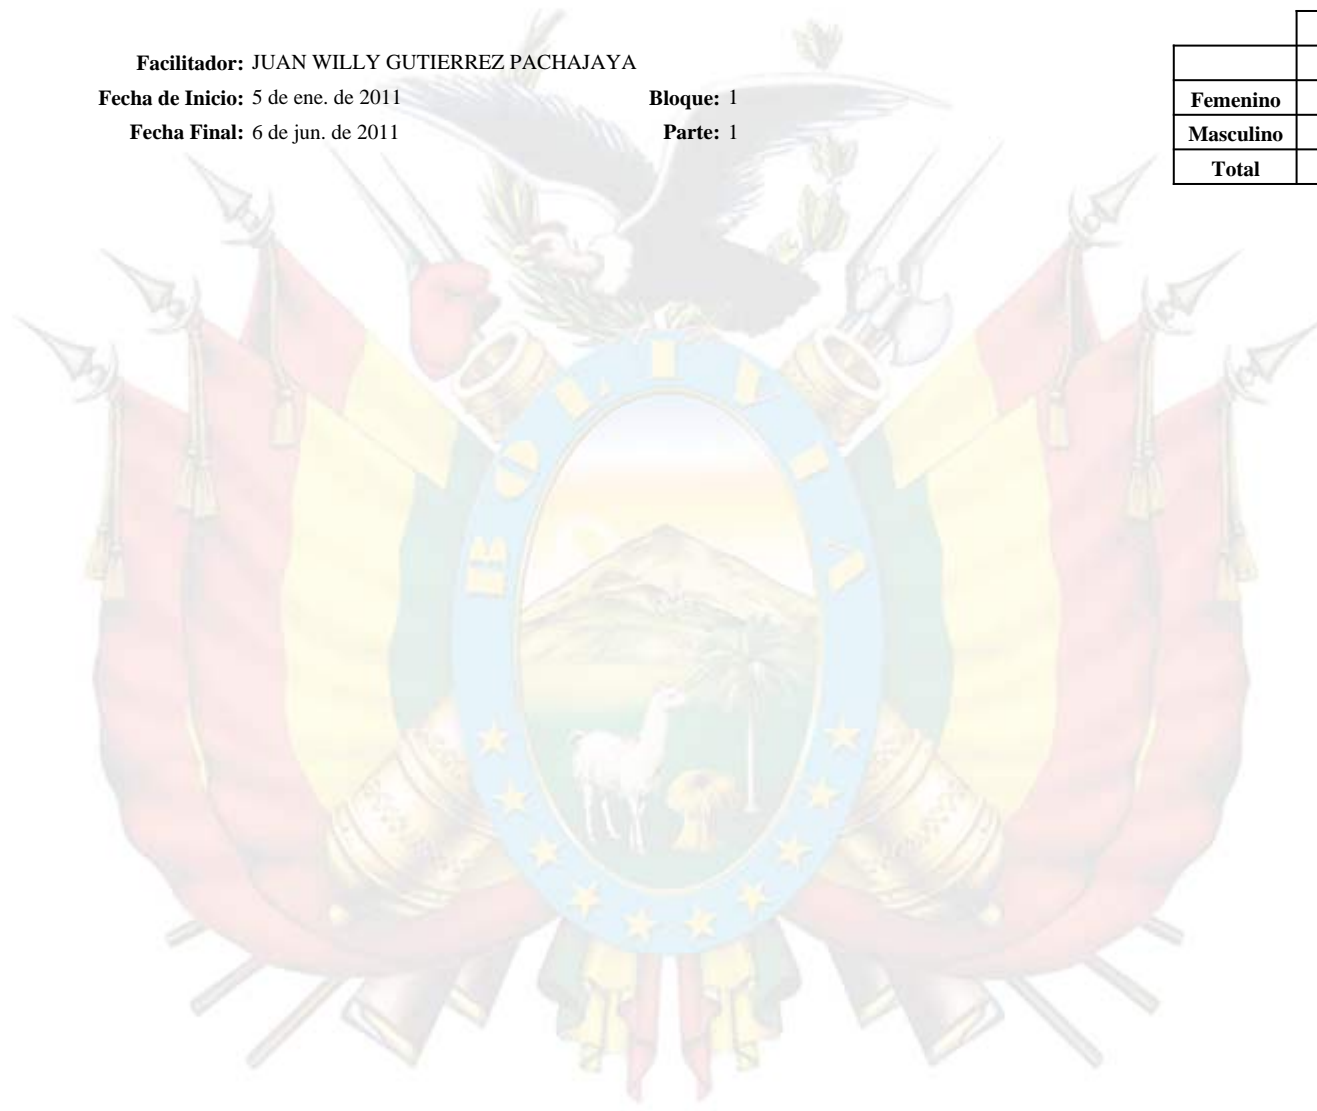 Facilitador: JUAN WILLY GUTIERREZ PACHAJAYA
Fecha de Inicio: 5 de ene. de 2011 Bloque: 1
Fecha Final: 6 de jun. de 2011 Parte: 1
Femenino
Masculino
Total
BOLIVIA